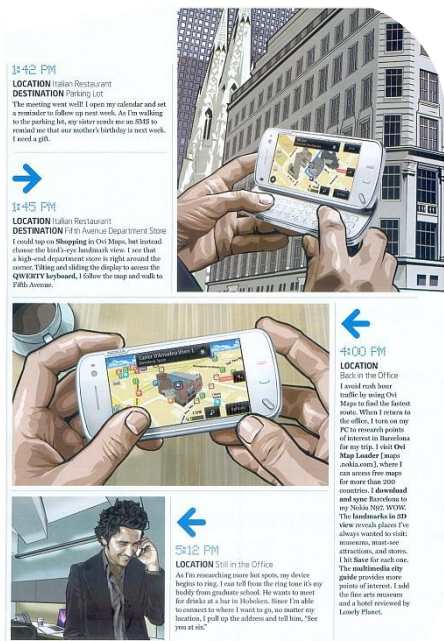 1:42 PM
LOCATION Italian Restaurant
DESTINATION Parking Lot
The meeting went well! I open my calendar and set
a reminder to follow up next week. As I'm walking
to the parking lot, my sister sends me an SMS to
remind me that our mother's birthday is next week.
I need a gift.
1:45 PM
LOCATION Italian Restaurant
DESTINATION Fifth Avenue Department Store
I could tap on Shopping in Ovi Maps, but instead
choose the bird's-eye landmark view. I see that
a high-end department store is right around the
corner. Tilting and sliding the display to access the
QWERTY keyboard, I follow the map and walk to
Fifth Avenue.
NOKIA
4:00 PM
LOCATION
Back in the Office
I avoid rush hour
traffic by using Ovi
Maps to find the fastest
route. When I return to
the office, I turn on my
PC to research points
of interest in Barcelona
for my trip. I visit Ovi
Map Loader [maps
.nokia.com], where I
can access free maps
for more than 200
countries. I download
and sync Barcelona to
my Nokia N97. WOW.
The landmarks in 3D
view reveals places I've
always wanted to visit:
museums, must-see
attractions, and stores.
I hit Save for each one.
The multimedia city
guide provides more
points of interest. I add
the fine arts museum
and a hotel reviewed by
Lonely Planet.
5:12 PM
LOCATION Still in the Office
As I'm researching more hot spots, my device
begins to ring. I can tell from the ring tone it's my
buddy from graduate school. He wants to meet
for drinks at a bar in Hoboken. Since I'm able
to connect to where I want to go, no matter my
location, I pull up the address and tell him, "See
you at six."